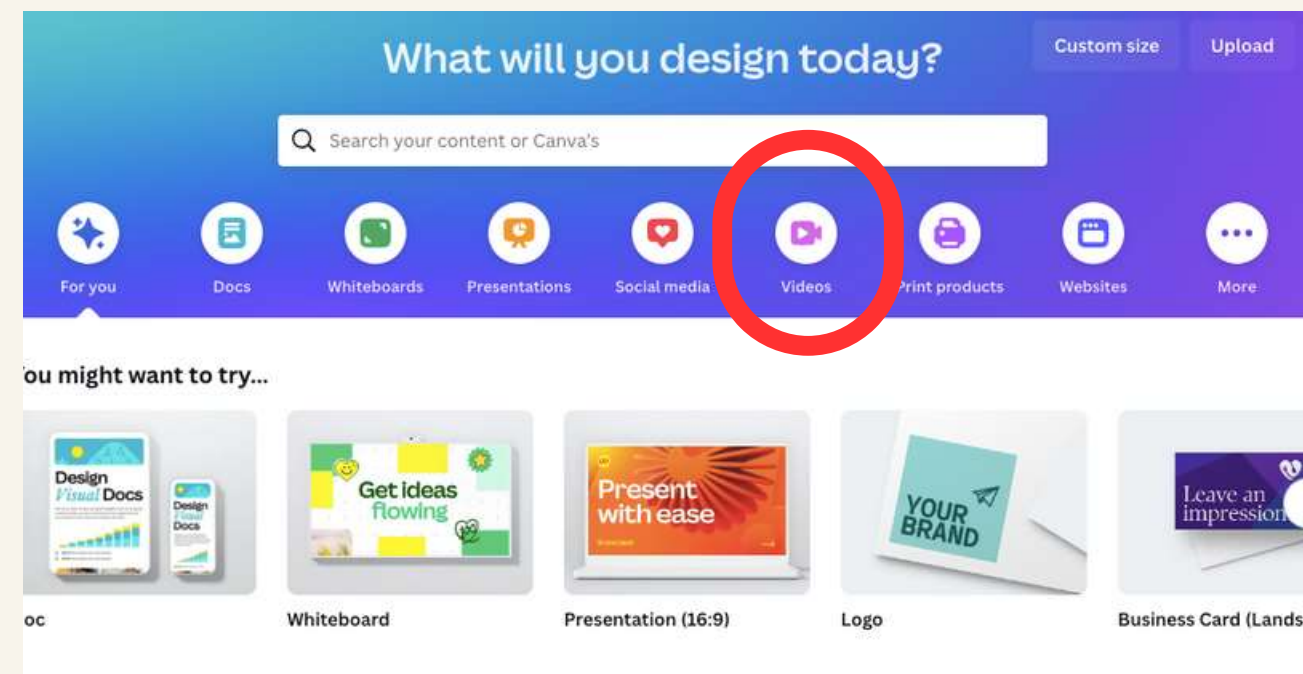 What will you design today?
Custom size
Upload
Search your content or Canva's
For you
Docs
Whiteboards
Presentations
Social media
Videos
Print products
Websites
More
ou might want to try...
Design
Visual Docs
Design
Visual
Docs
Get ideas
flowing
Present
with ease
YOUR
BRAND
Leave an
impression
oc
Whiteboard
Presentation (16:9)
Logo
Business Card (Lands